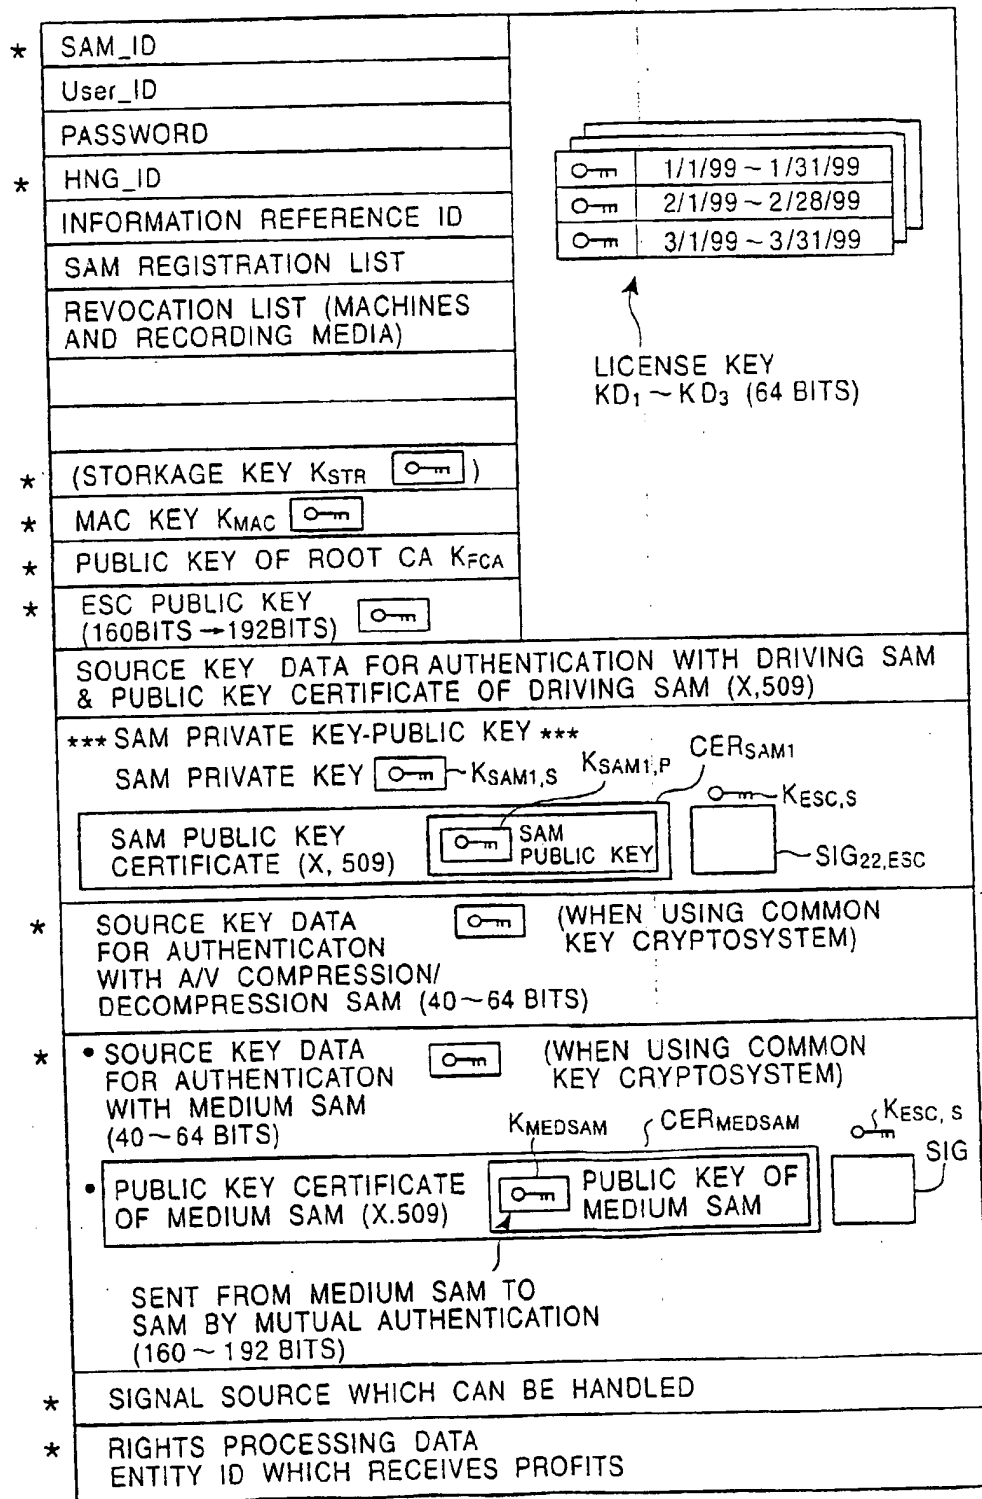 * SAM_ID
User_ID
PASSWORD
* HNG_ID
INFORMATION REFERENCE ID
SAM REGISTRATION LIST
REVOCATION LIST (MACHINES
AND RECORDING MEDIA)
1/1/99~1/31/99
2/1/99~2/28/99
3/1/99~3/31/99
LICENSE KEY
KD1~KD3 (64 BITS)
* (STORKAGE KEY KSTR )
* MAC KEY KMAC
* PUBLIC KEY OF ROOT CA KFCA
* ESC PUBLIC KEY
(160BITS→192BITS)
SOURCE KEY DATA FOR AUTHENTICATION WITH DRIVING SAM
& PUBLIC KEY CERTIFICATE OF DRIVING SAM (X,509)
*** SAM PRIVATE KEY-PUBLIC KEY ***
SAM PRIVATE KEY KSAM1,S KSAM1,P CERSAM1
KESC,S
SAM PUBLIC KEY
CERTIFICATE (X, 509)
SAM
PUBLIC KEY
SIG22,ESC
* SOURCE KEY DATA
FOR AUTHENTICATON
WITH A/V COMPRESSION/
DECOMPRESSION SAM (40~64 BITS)
(WHEN USING COMMON
KEY CRYPTOSYSTEM)
* • SOURCE KEY DATA
FOR AUTHENTICATON
WITH MEDIUM SAM
(40~64 BITS)
(WHEN USING COMMON
KEY CRYPTOSYSTEM)
KMEDSAM CERMEDSAM KESC, S
SIG
• PUBLIC KEY CERTIFICATE
OF MEDIUM SAM (X.509)
PUBLIC KEY OF
MEDIUM SAM
SENT FROM MEDIUM SAM TO
SAM BY MUTUAL AUTHENTICATION
(160~192 BITS)
* SIGNAL SOURCE WHICH CAN BE HANDLED
* RIGHTS PROCESSING DATA
ENTITY ID WHICH RECEIVES PROFITS